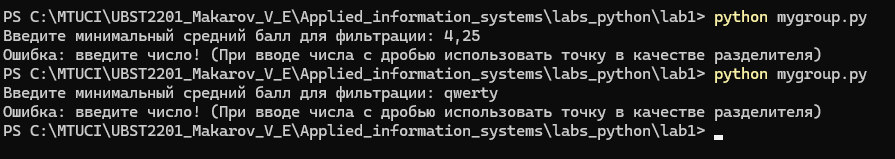 PS C:\MTUCI\UBST2201_Makarov_V_E\Applied_information_systems\labs_python\lab1> python mygroup.py
Введите минимальный средний балл для фильтрации: 4,25
Ошибка: введите число! (При вводе числа с дробью использовать точку в качестве разделителя)
PS C:\MTUCI\UBST2201_Makarov_V_E\Applied_information_systems\labs_python\lab1> python mygroup.py
Введите минимальный средний балл для фильтрации: qwerty
Ошибка: введите число! (При вводе числа с дробью использовать точку в качестве разделителя)
PS C:\MTUCI\UBST2201_Makarov_V_E\Applied_information_systems\labs_python\lab1>